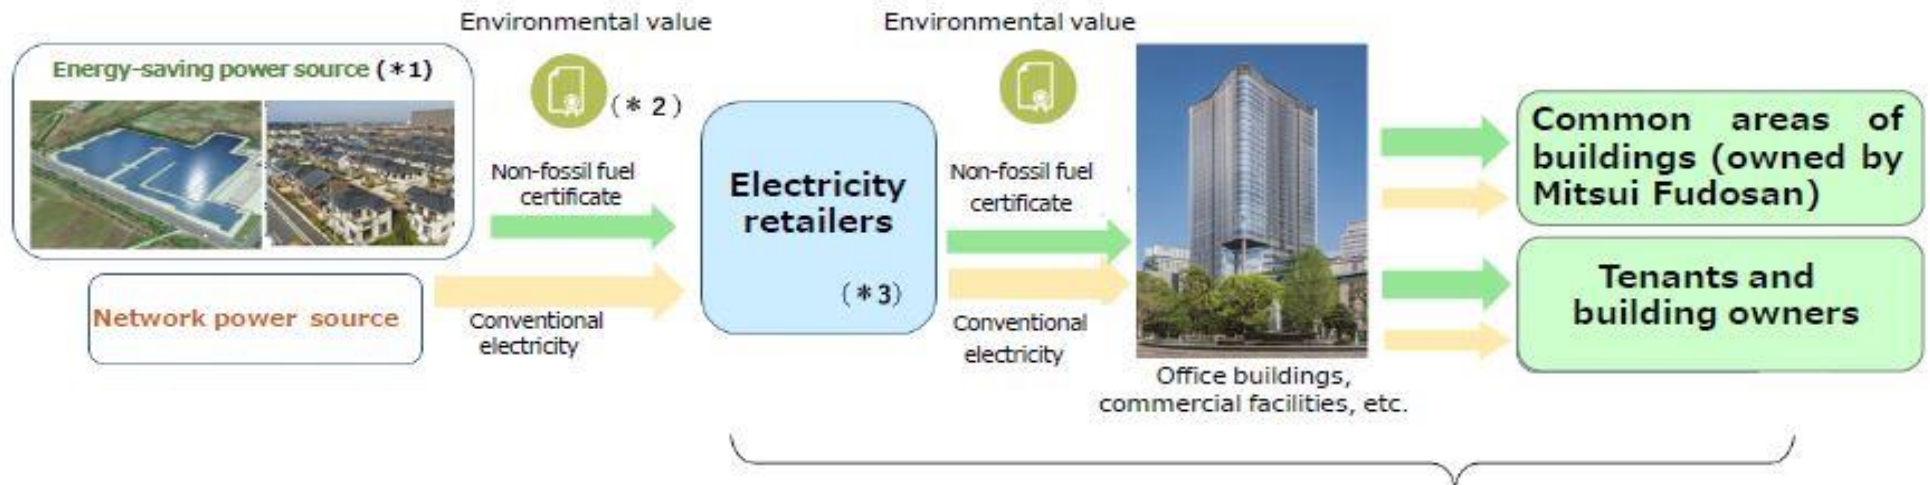 Environmental value
Environmental value
Energy-saving power source (*1)
(* 2)
Non-fossil fuel
certificate
Electricity
retailers
(*3)
Non-fossil fuel
certificate
Common areas of
buildings (owned by
Mitsui Fudosan)
Tenants and
building owners
Network power source
Conventional
electricity
Conventional
electricity
Office buildings,
commercial facilities, etc.